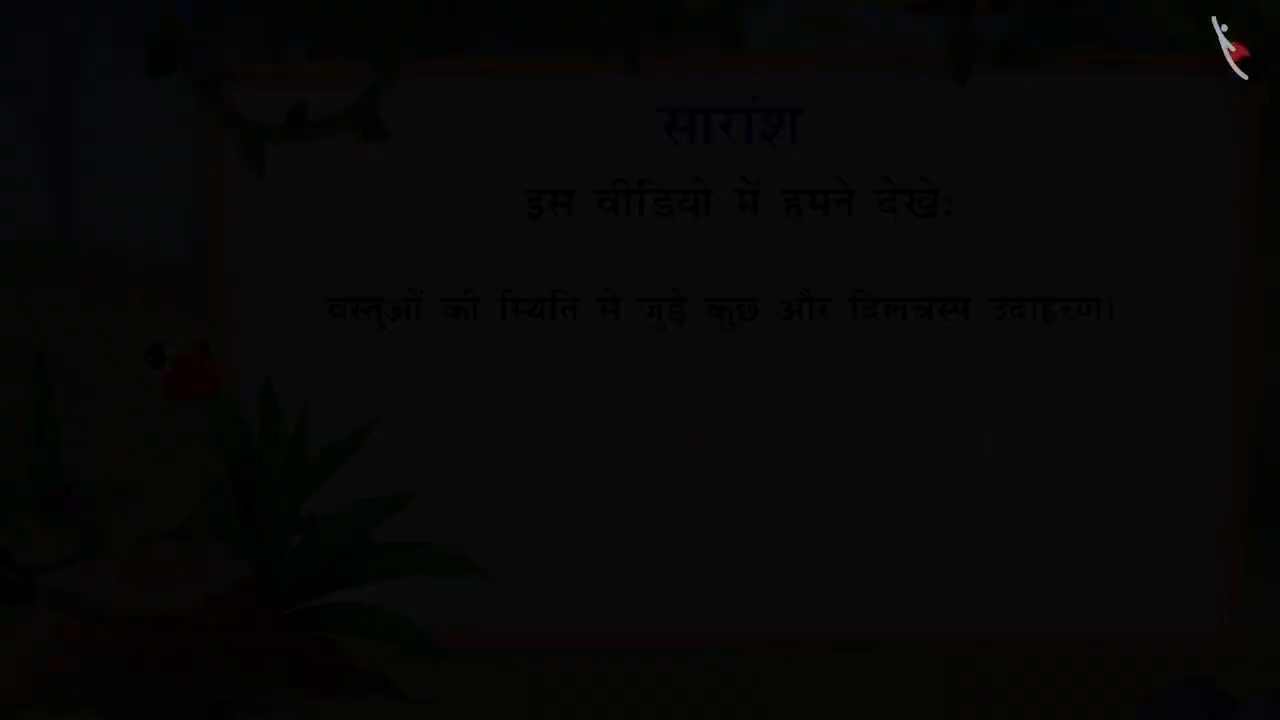 सारांश
इस वीडियो में हमने देखे:
वस्तुओं की स्थिति से जुड़े कुछ और दिलचस्प उदाहरण।